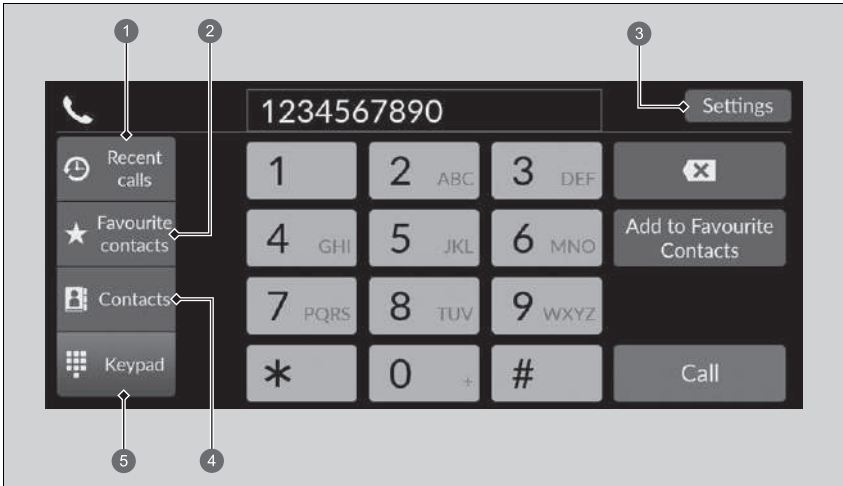 1
2
3
1234567890
Settings
Recent
calls
1
2 ABC
3 DEF
Favourite
contacts
4 GHI
5 JKL
6 MNO
Add to Favourite
Contacts
Contacts
7 PQRS
8 TUV
9 WXYZ
Keypad
*
0 +
#
Call
5
4